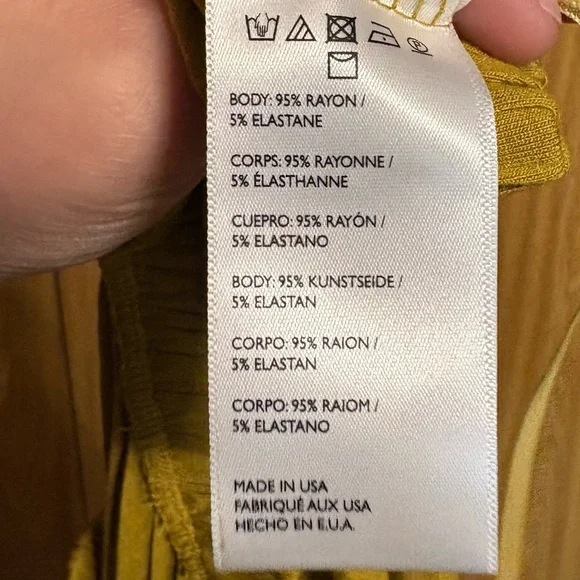 BODY: 95% RAYON /
5% ELASTANE
CORPS: 95% RAYONNE /
5% ÉLASTHANNE
CUEPRO: 95% RAYÓN /
5% ELASTANO
BODY: 95% KUNSTSEIDE /
5% ELASTAN
CORPO: 95% RAION /
5% ELASTAN
CORPO: 95% RAIOM /
5% ELASTANO
MADE IN USA
FABRIQUÉ AUX USA
HECHO EN E.U.A.